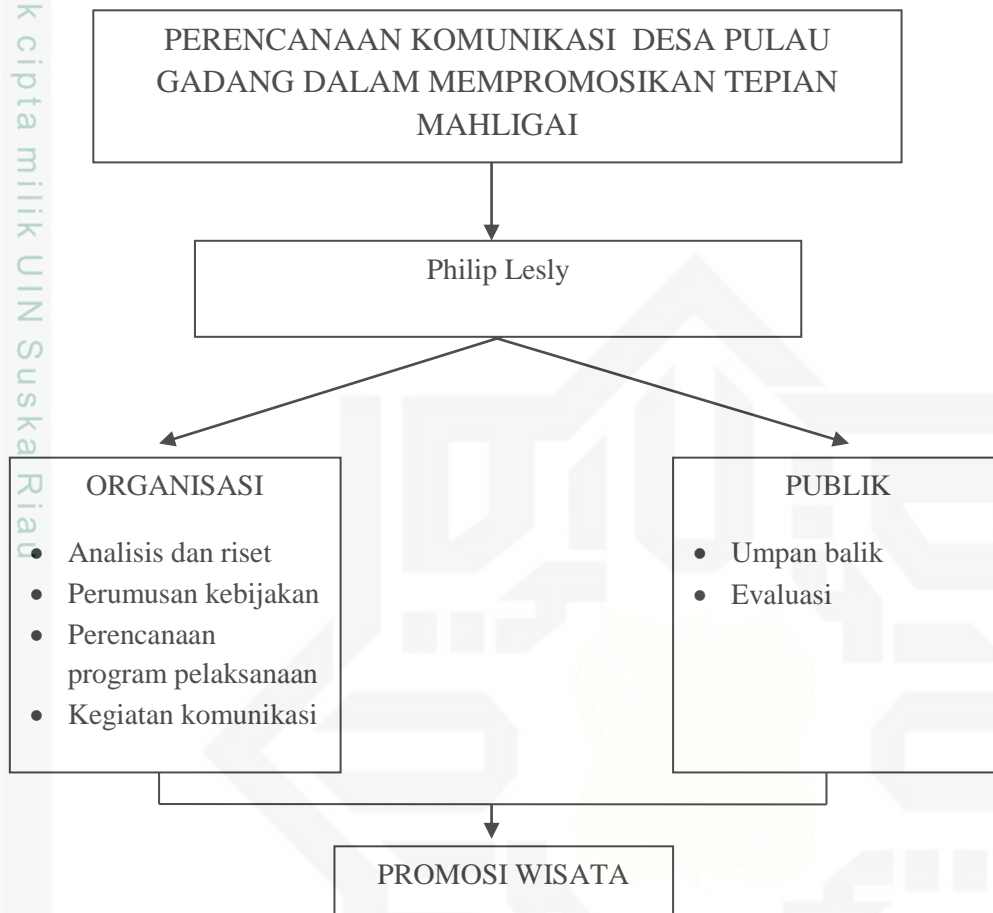 k cipta milik UIN Suska Riau
PERENCANAAN KOMUNIKASI DESA PULAU
GADANG DALAM MEMPROMOSIKAN TEPIAN
MAHLIGAI
Philip Lesly
ORGANISASI
• Analisis dan riset
• Perumusan kebijakan
• Perencanaan
program pelaksanaan
• Kegiatan komunikasi
PUBLIK
• Umpan balik
• Evaluasi
PROMOSI WISATA